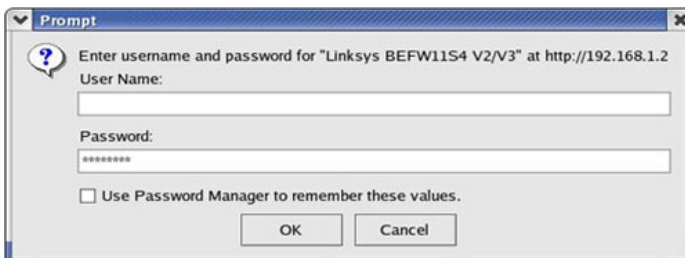 Prompt
Enter username and password for "Linksys BEFW11S4 V2/V3" at http://192.168.1.2
User Name:
Password:
********
Use Password Manager to remember these values.
OK
Cancel